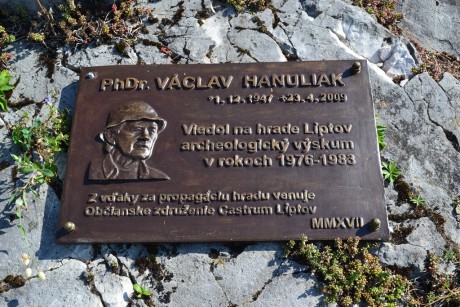 PhDr. VÁCLAV HANULIAK
*1. 12. 1947 +23. 4. 2009
Viedol na hrade Liptov
archeologický výskum
v rokoch 1976-1983
Z vďaky za propagáciu hradu venuje
Občianske združenie Castrum Liptov
MMXVII